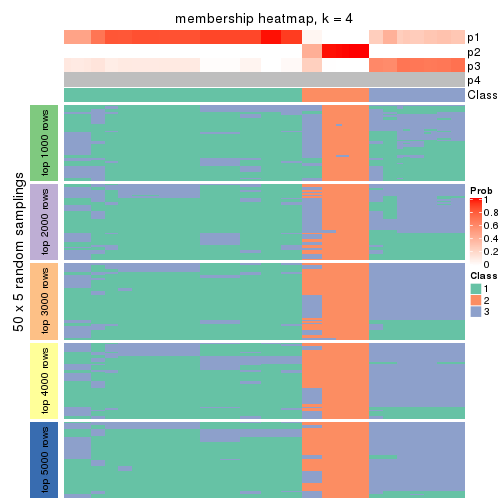 membership heatmap, k = 4
p1
p2
p3
p4
Class
50 x 5 random samplings
top 1000 rows
top 2000 rows
top 3000 rows
top 4000 rows
top 5000 rows
Prob
1
0.8
0.6
0.4
0.2
0
Class
1
2
3